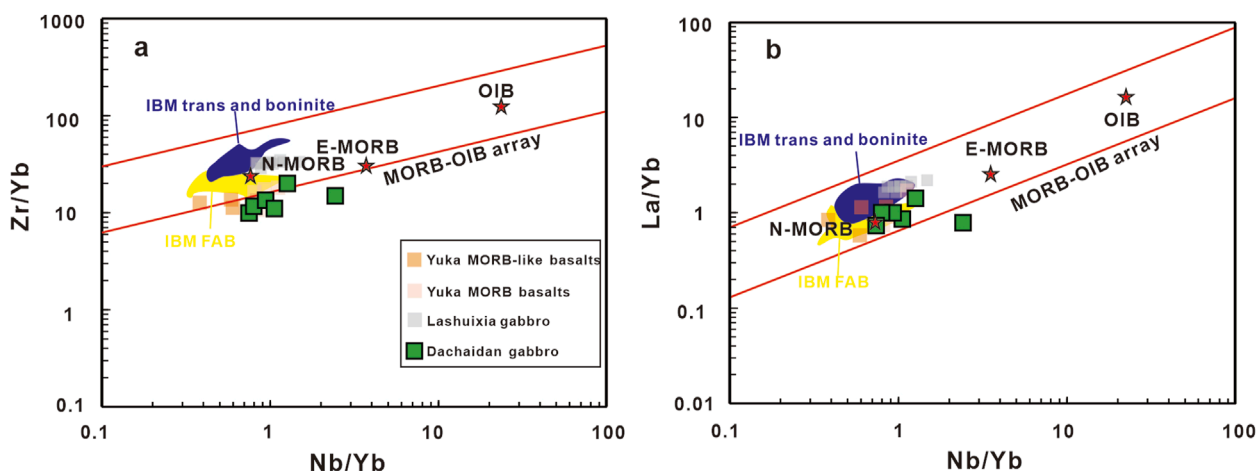 a
Zr/Yb
1000
100
10
1
0.1
0.1
1
10
100
Nb/Yb
IBM trans and boninite
OIB
E-MORB
N-MORB
MORB-OIB array
IBM FAB
Yuka MORB-like basalts
Yuka MORB basalts
Lashuixia gabbro
Dachaidan gabbro
b
La/Yb
100
10
1
0.1
0.01
0.1
1
10
100
Nb/Yb
IBM trans and boninite
OIB
E-MORB
MORB-OIB array
N-MORB
IBM FAB